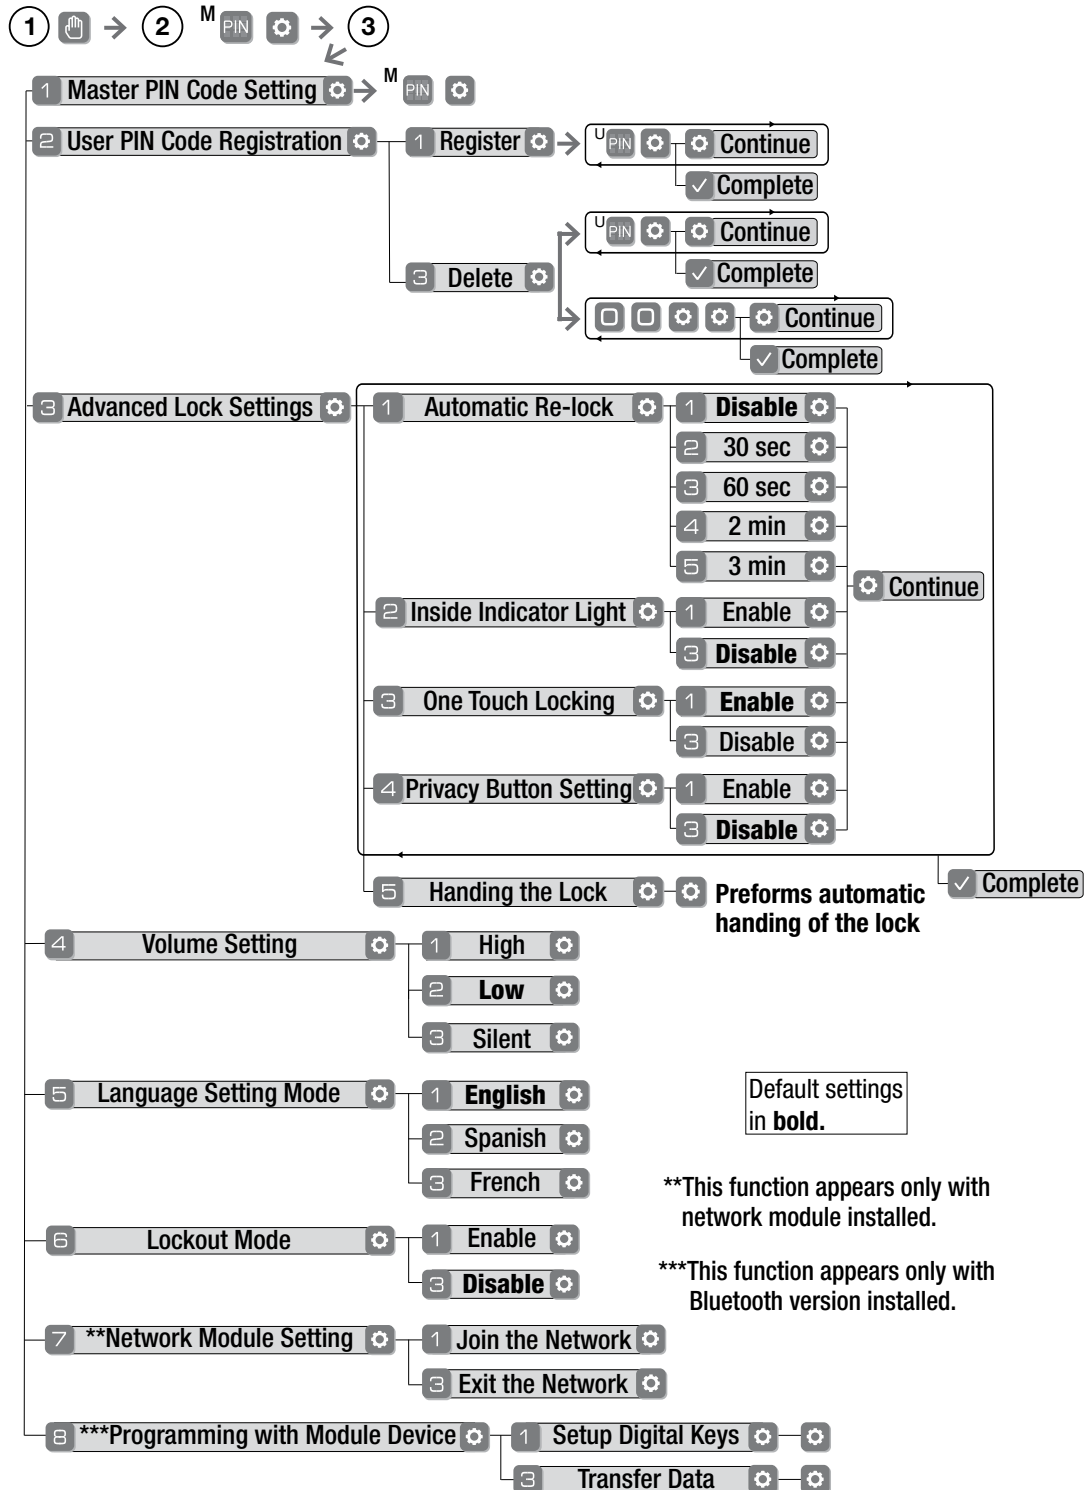 1 2 M PIN 3
1 Master PIN Code Setting M PIN
2 User PIN Code Registration 1 Register U PIN Continue
Complete
U PIN Continue
3 Delete Complete
Continue
Complete
3 Advanced Lock Settings 1 Automatic Re-lock 1 Disable
2 30 sec
3 60 sec
4 2 min
5 3 min
Continue
2 Inside Indicator Light 1 Enable
3 Disable
3 One Touch Locking 1 Enable
3 Disable
4 Privacy Button Setting 1 Enable
3 Disable
Complete
5 Handing the Lock Preforms automatic
handing of the lock
4 Volume Setting 1 High
2 Low
3 Silent
5 Language Setting Mode 1 English
2 Spanish
3 French
Default settings
in bold.
**This function appears only with
network module installed.
6 Lockout Mode 1 Enable
3 Disable
***This function appears only with
Bluetooth version installed.
7 **Network Module Setting 1 Join the Network
3 Exit the Network
8 ***Programming with Module Device 1 Setup Digital Keys
3 Transfer Data